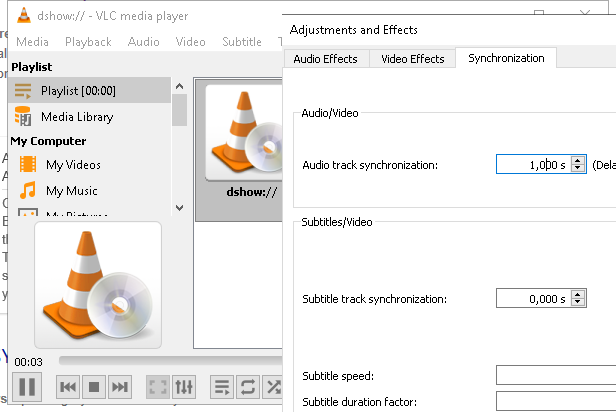 dshow:// - VLC media player
Media Playback Audio Video Subtitle
Playlist
Playlist [00:00]
Media Library
My Computer
My Videos
My Music
My Pictures
dshow://
00:03
Adjustments and Effects
Audio Effects Video Effects Synchronization
Audio/Video
Audio track synchronization: 1,000 s (Dela
Subtitles/Video
Subtitle track synchronization: 0,000 s
Subtitle speed:
Subtitle duration factor: